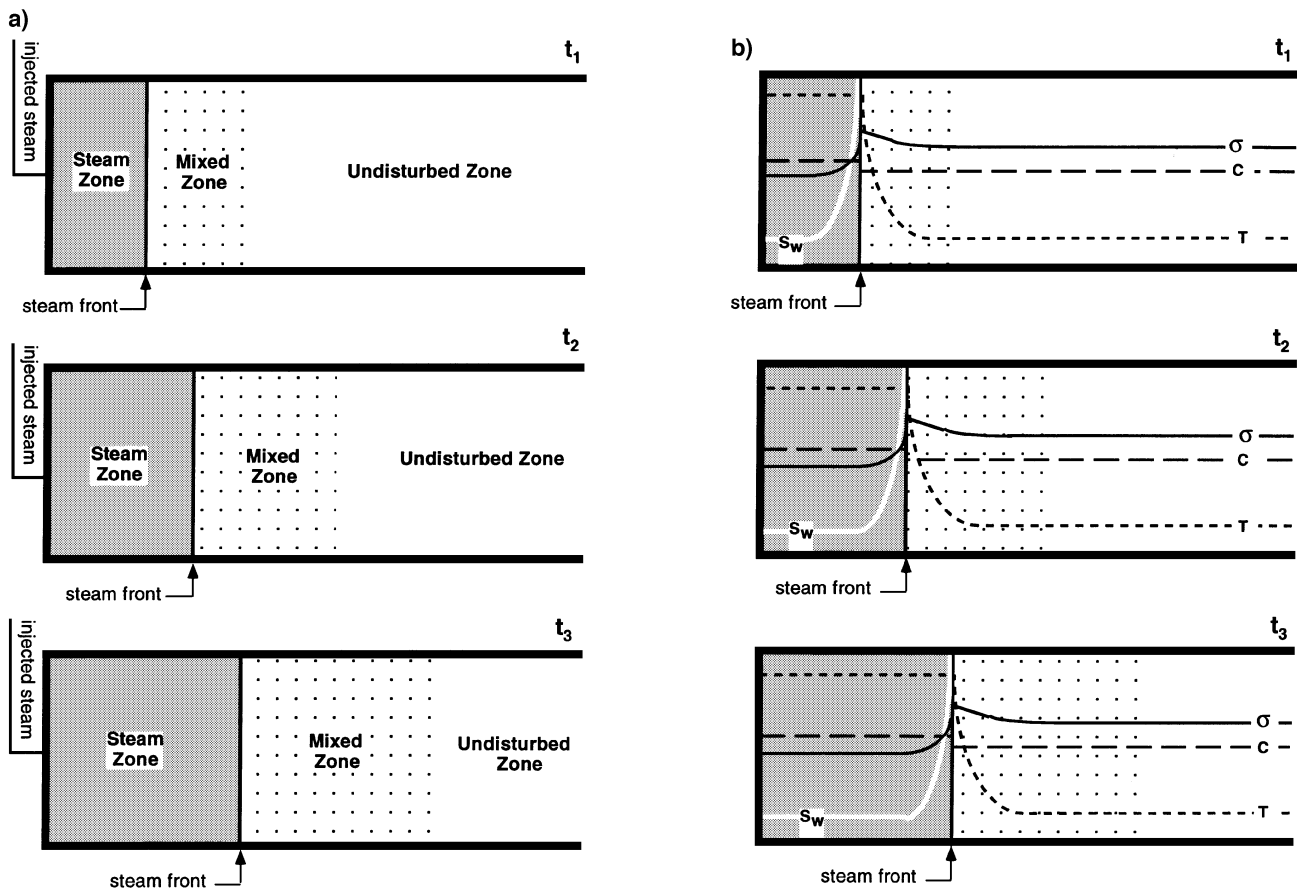 a)
t1
injected steam
Steam
Zone
Mixed
Zone
Undisturbed Zone
steam front
t2
injected steam
Steam
Zone
Mixed
Zone
Undisturbed Zone
steam front
t3
injected steam
Steam
Zone
Mixed
Zone
Undisturbed
Zone
steam front
b)
t1
σ
C
T
Sw
steam front
t2
σ
C
T
Sw
steam front
t3
σ
C
T
Sw
steam front